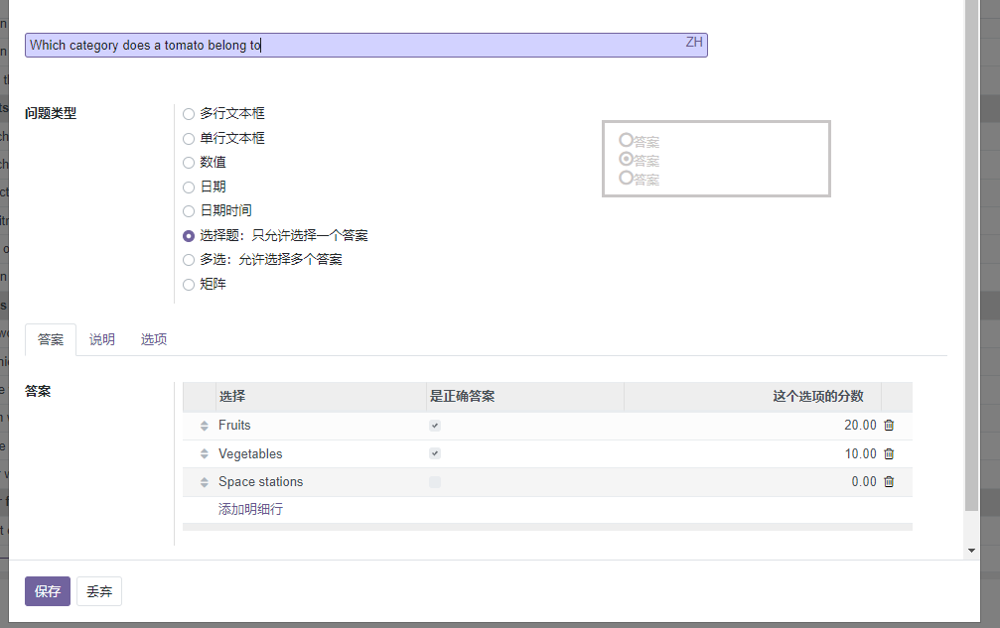 Which category does a tomato belong to ZH
问题类型
多行文本框
单行文本框
数值
日期
日期时间
选择题：只允许选择一个答案
多选：允许选择多个答案
矩阵
答案
答案
答案
答案 说明 选项
答案
选择 是正确答案 这个选项的分数
Fruits 20.00
Vegetables 10.00
Space stations 0.00
添加明细行
保存 丢弃